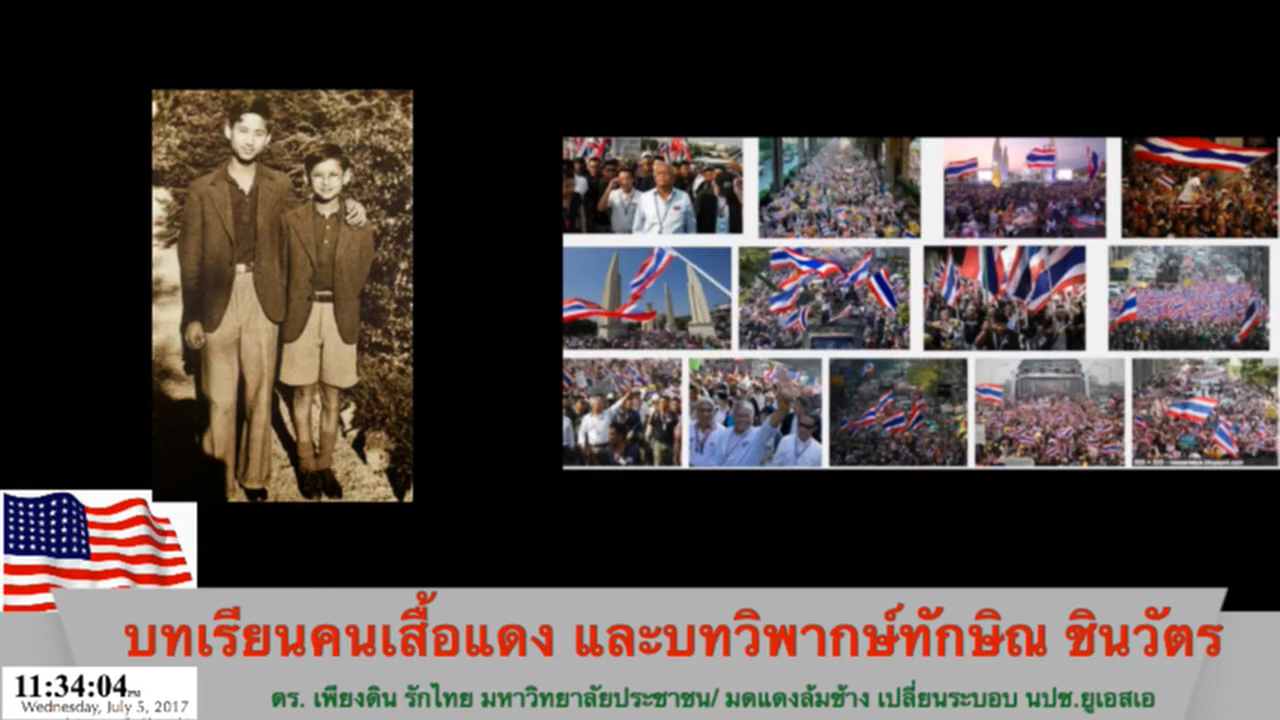 บทเรียนคนเสื้อแดง และบทวิพากษ์ทักษิณ ชินวัตร
11:34:04 PM
Wednesday, July 5, 2017
ดร. เพียงดิน รักไทย มหาวิทยาลัยประชาชน/ มดแดงล้มช้าง เปลี่ยนระบอบ นปช.ยูเอสเอ